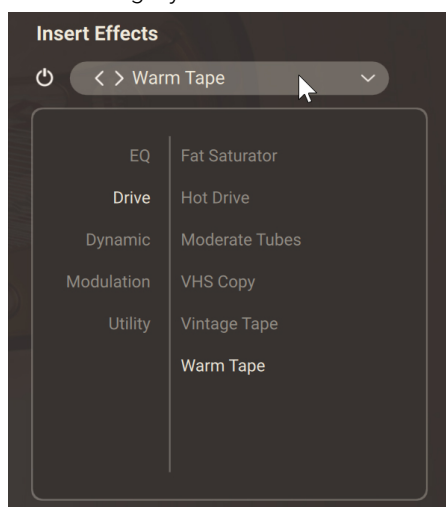 Insert Effects
< > Warm Tape
EQ
Drive
Dynamic
Modulation
Utility
Fat Saturator
Hot Drive
Moderate Tubes
VHS Copy
Vintage Tape
Warm Tape